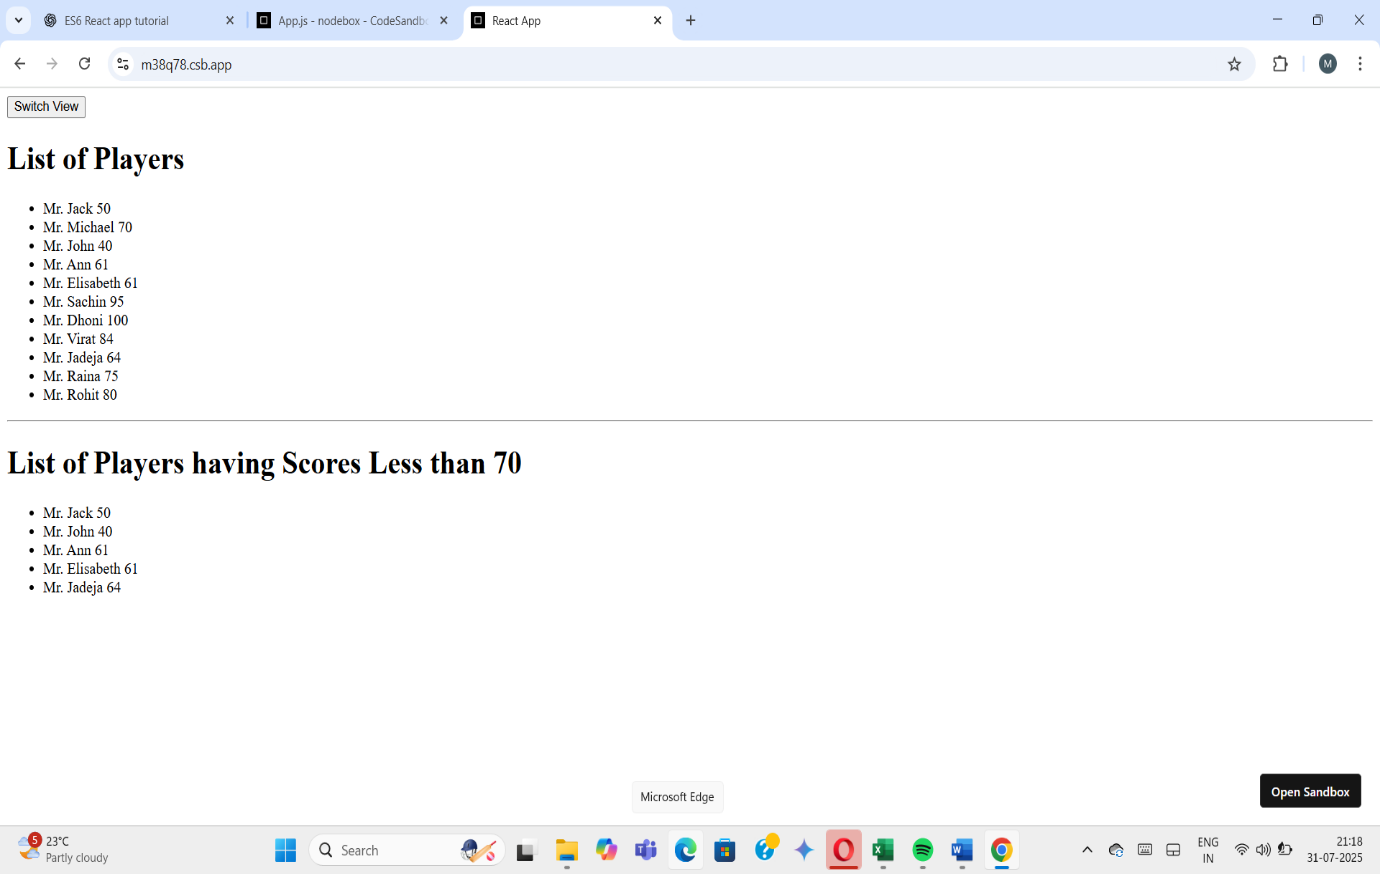 ES6 React app tutorial
App.js - nodebox - CodeSandb
React App
m38q78.csb.app
M
Switch View
List of Players
Mr. Jack 50
Mr. Michael 70
Mr. John 40
Mr. Ann 61
Mr. Elisabeth 61
Mr. Sachin 95
Mr. Dhoni 100
Mr. Virat 84
Mr. Jadeja 64
Mr. Raina 75
Mr. Rohit 80
List of Players having Scores Less than 70
Mr. Jack 50
Mr. John 40
Mr. Ann 61
Mr. Elisabeth 61
Mr. Jadeja 64
Microsoft Edge
Open Sandbox
5
23°C
Partly cloudy
Search
ENG
IN
21:18
31-07-2025